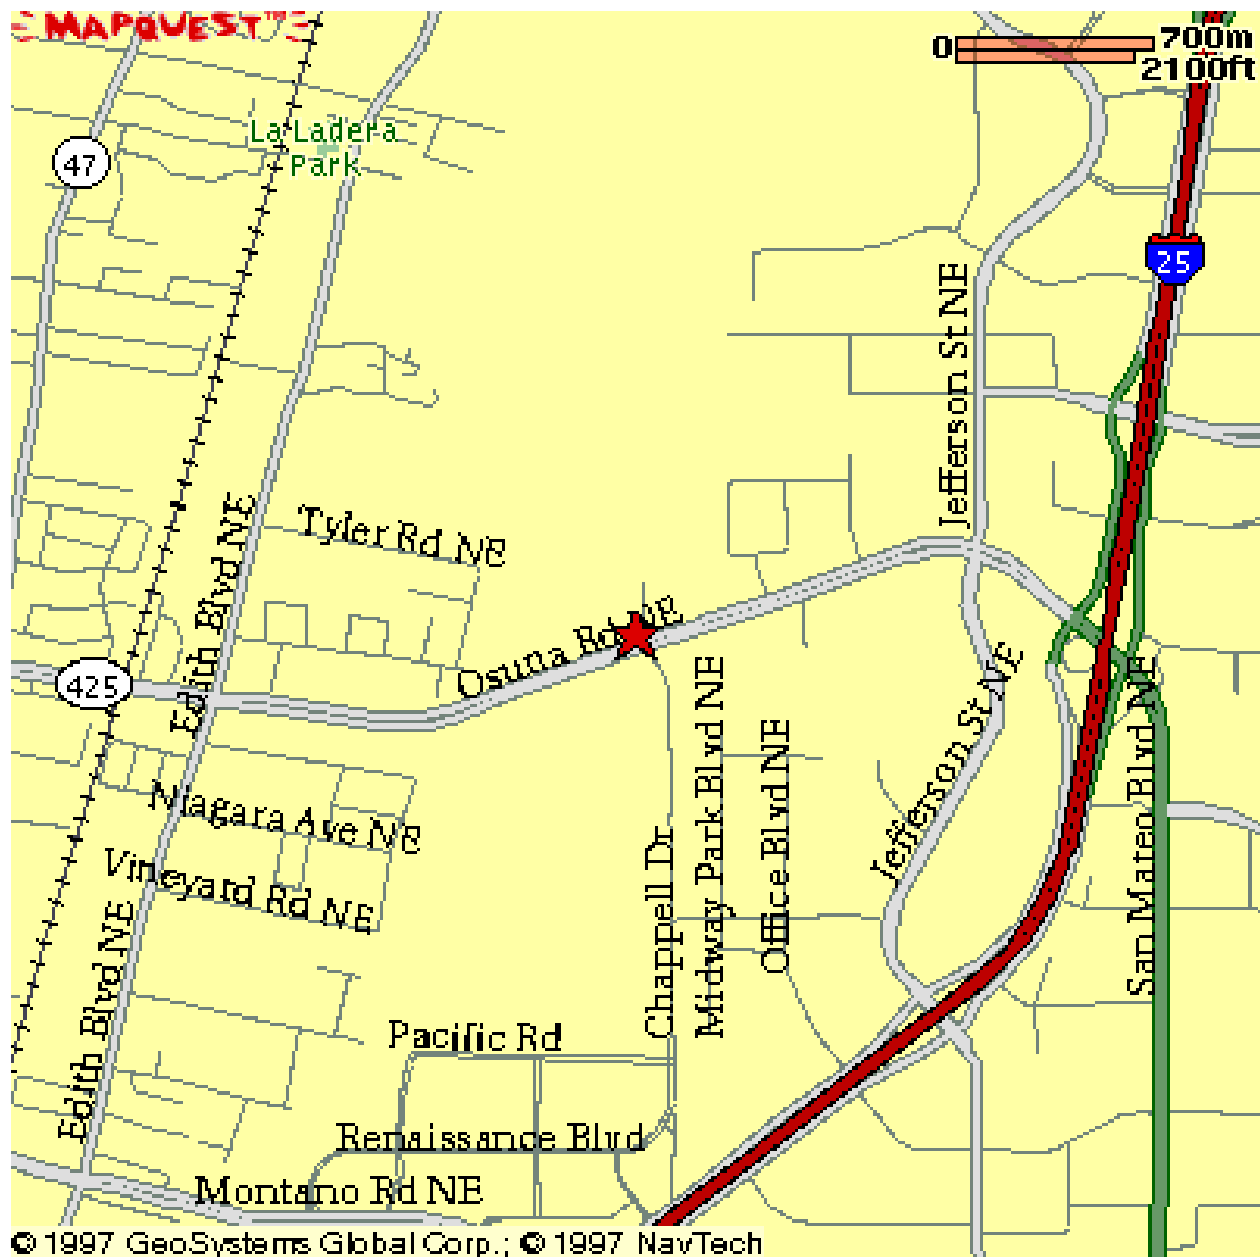 MAPQUEST™
0 700m
2100ft
La Ladera
Park
47
25
Jefferson St NE
Tyler Rd NE
Edith Blvd NE
Osuna Rd NE
425
Jefferson St NE
San Mateo Blvd NE
Midway Park Blvd NE
Office Blvd NE
Chappell Dr
Niagara Ave NE
Vineyard Rd NE
Edith Blvd NE
Pacific Rd
Renaissance Blvd
Montano Rd NE
© 1997 GeoSystems Global Corp.; © 1997 NavTech